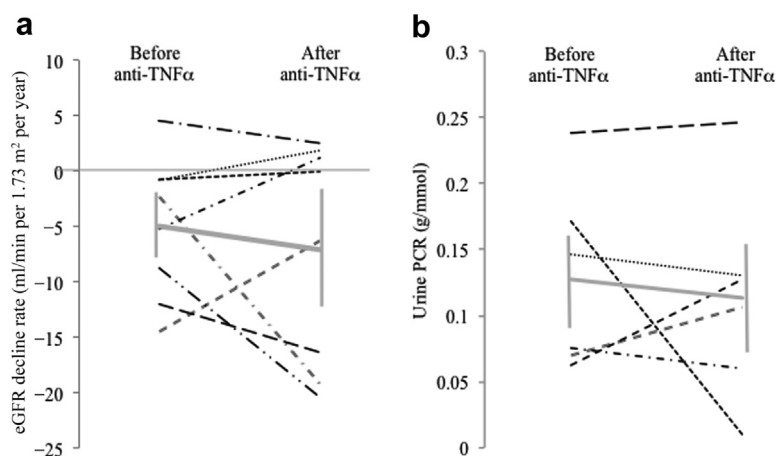 a
eGFR decline rate (ml/min per 1.73 m² per year)
Before
anti-TNFα
After
anti-TNFα
10
5
0
−5
−10
−15
−20
−25
b
Urine PCR (g/mmol)
Before
anti-TNFα
After
anti-TNFα
0.3
0.25
0.2
0.15
0.1
0.05
0